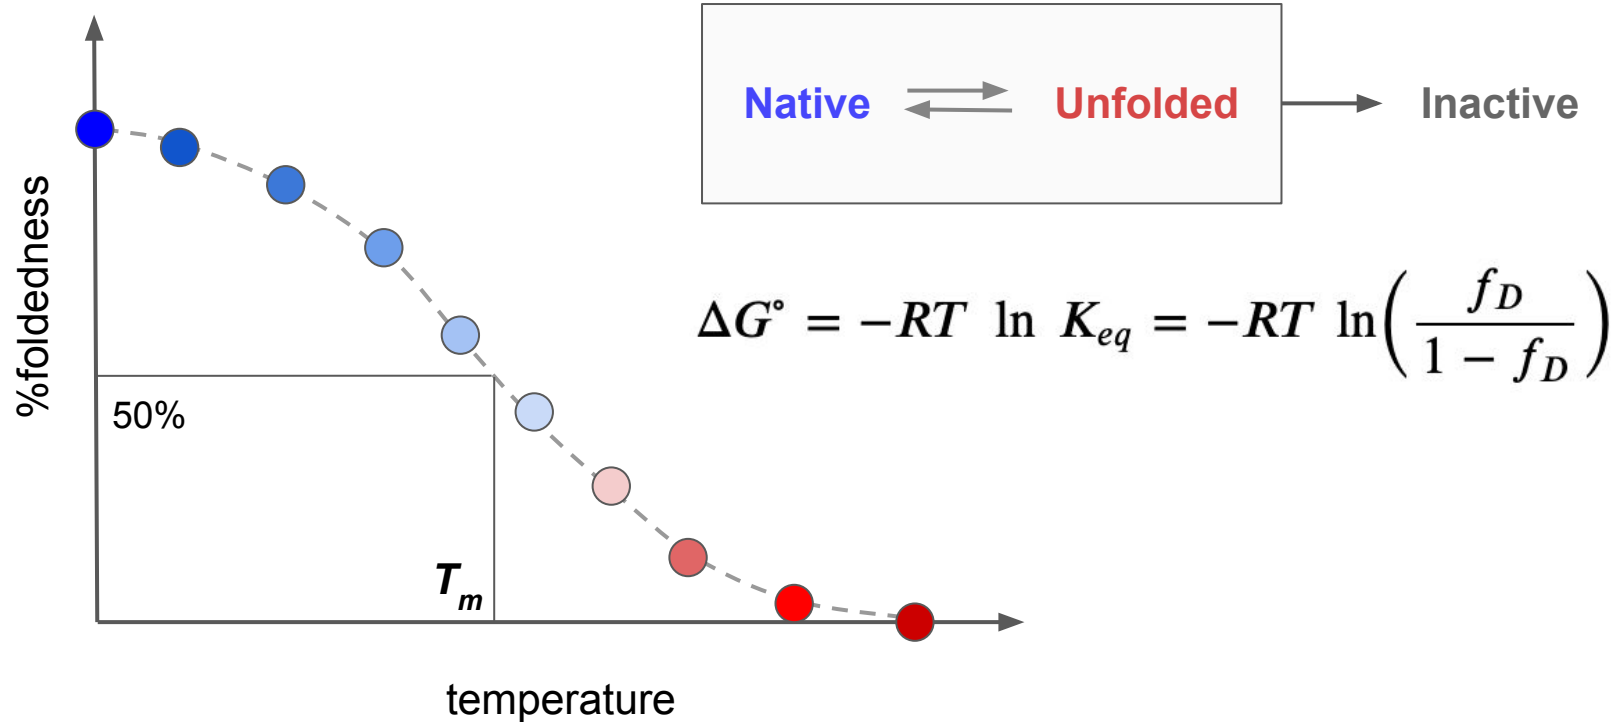 Native ⇌ Unfolded → Inactive
ΔG° = −RT ln K_eq = −RT ln(f_D / (1 − f_D))
%foldedness
50%
T_m
temperature